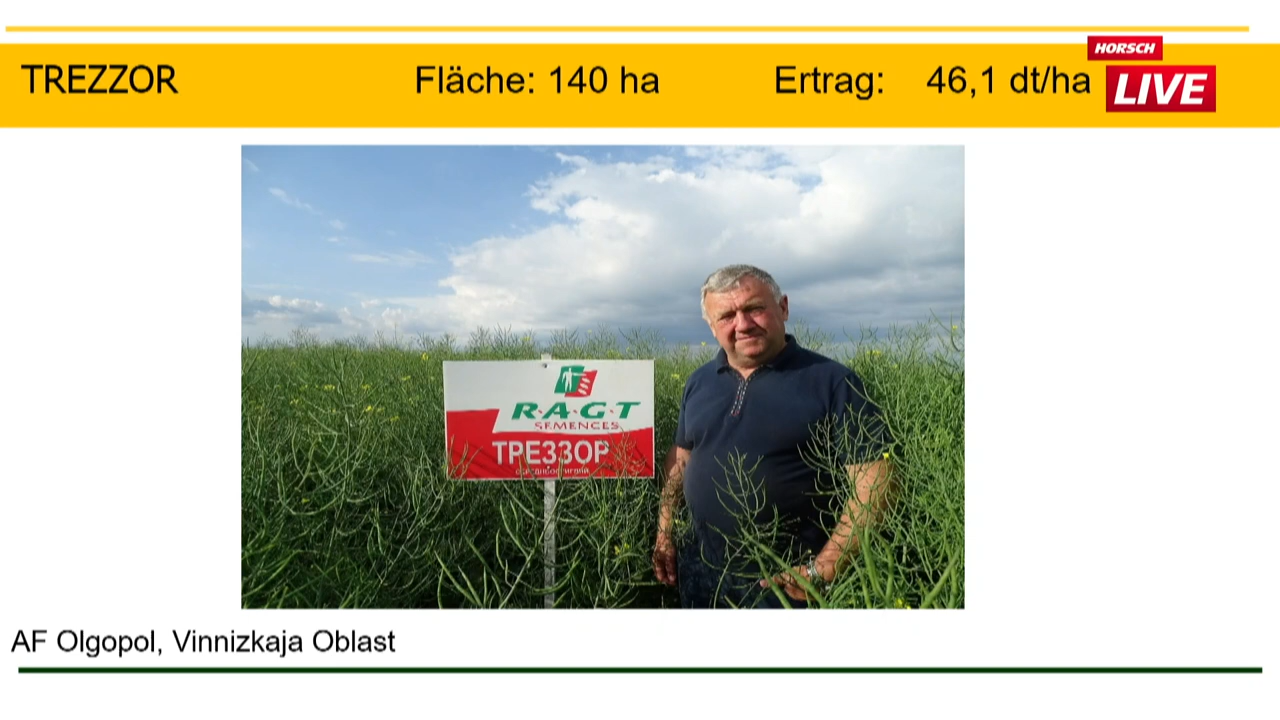 TREZZOR Fläche: 140 ha Ertrag: 46,1 dt/ha
HORSCH
LIVE
R·A·G·T
SEMENCES
ТРЕЗЗОР
AF Olgopol, Vinnizkaja Oblast